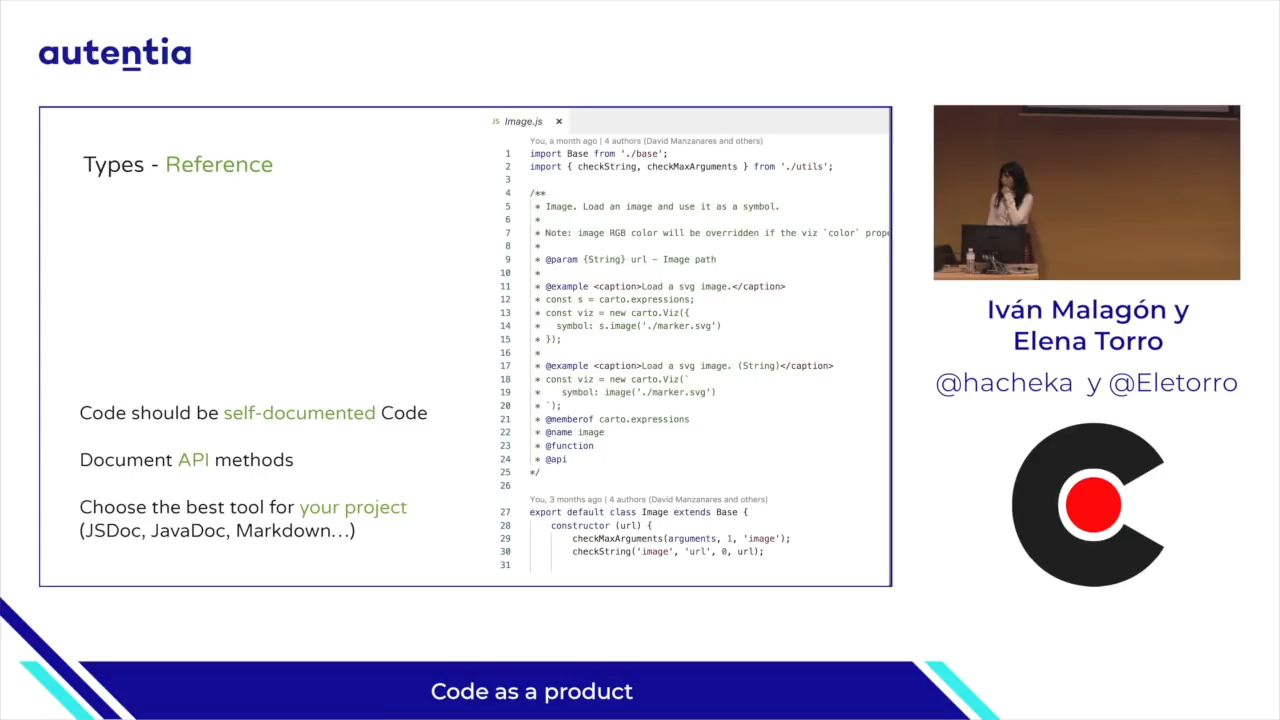 autentia
Types - Reference
Code should be self-documented Code
Document API methods
Choose the best tool for your project
(JSDoc, JavaDoc, Markdown...)
JS Image.js ×
You, a month ago | 4 authors (David Manzanares and others)
1 import Base from './base';
2 import { checkString, checkMaxArguments } from './utils';
3
4 /**
5 * Image. Load an image and use it as a symbol.
6 *
7 * Note: image RGB color will be overridden if the viz `color` prope
8 *
9 * @param {String} url - Image path
10 *
11 * @example <caption>Load a svg image.</caption>
12 * const s = carto.expressions;
13 * const viz = new carto.Viz({
14 *   symbol: s.image('./marker.svg')
15 * });
16 *
17 * @example <caption>Load a svg image. (String)</caption>
18 * const viz = new carto.Viz(`
19 *   symbol: image('./marker.svg')
20 * `);
21 * @memberof carto.expressions
22 * @name image
23 * @function
24 * @api
25 */
26
You, 3 months ago | 4 authors (David Manzanares and others)
27 export default class Image extends Base {
28 constructor (url) {
29 checkMaxArguments(arguments, 1, 'image');
30 checkString('image', 'url', 0, url);
31
Iván Malagón y
Elena Torro
@hacheka y @Eletorro
Code as a product